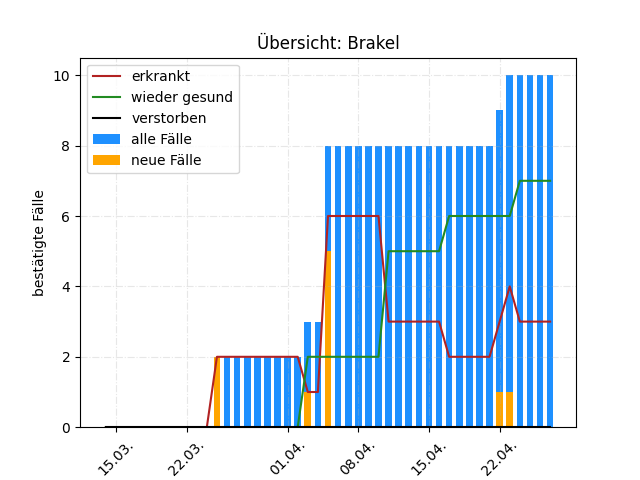 Übersicht: Brakel
erkrankt
wieder gesund
verstorben
alle Fälle
neue Fälle
bestätigte Fälle
10
8
6
4
2
0
15.03.
22.03.
01.04.
08.04.
15.04.
22.04.